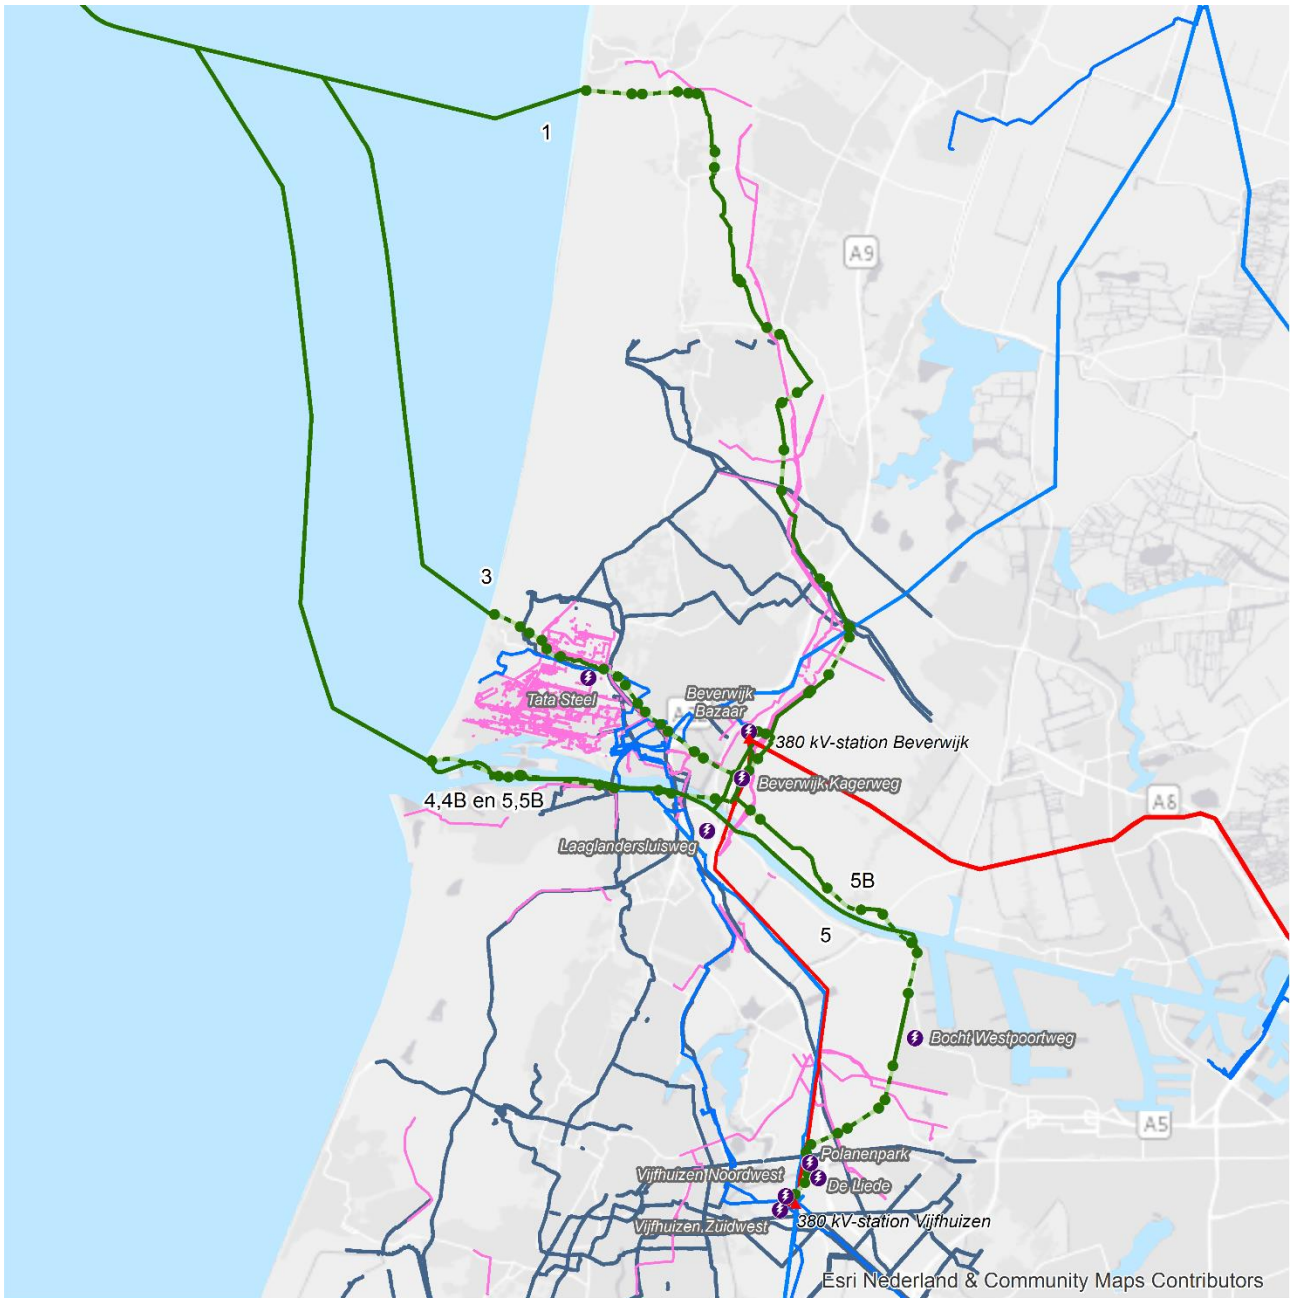 1
A9
3
Tata Steel
Beverwijk
Bazaar
380 kV-station Beverwijk
Beverwijk Kagerweg
4,4B en 5,5B
A8
Laaglandersluisweg
5B
5
Bocht Westpoortweg
A5
Polanenpark
Vijfhuizen Noordwest
De Liede
Vijfhuizen Zuidwest
380 kV-station Vijfhuizen
Esri Nederland & Community Maps Contributors